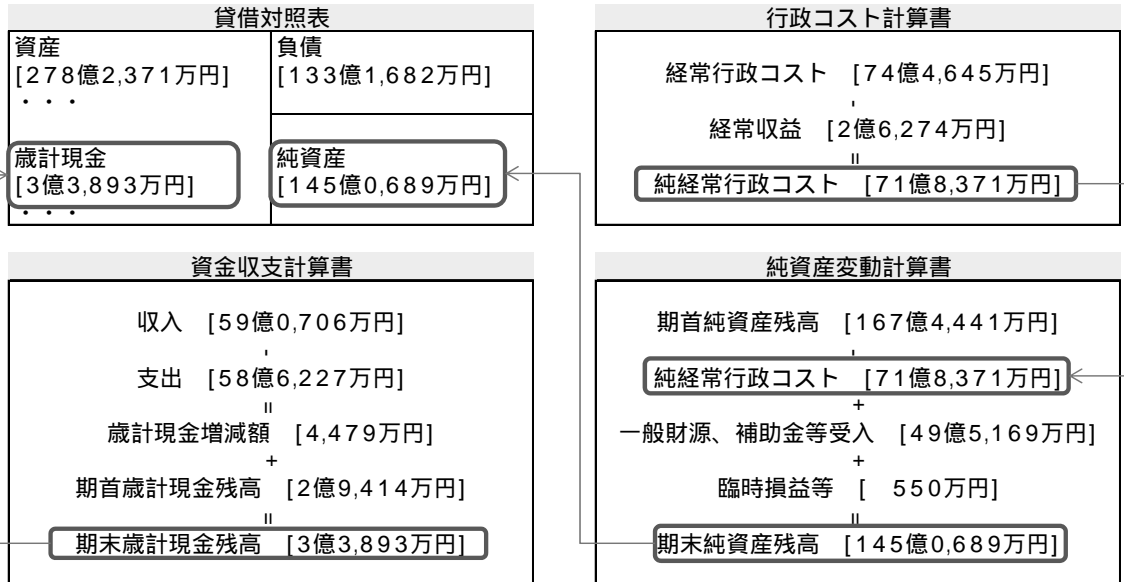 貸借対照表
資産
[278億2,371万円]
・・・
歳計現金
[3億3,893万円]
・・・
負債
[133億1,682万円]
純資産
[145億0,689万円]
行政コスト計算書
経常行政コスト　[74億4,645万円]
-
経常収益　[2億6,274万円]
=
純経常行政コスト　[71億8,371万円]
資金収支計算書
収入　[59億0,706万円]
-
支出　[58億6,227万円]
=
歳計現金増減額　[4,479万円]
+
期首歳計現金残高　[2億9,414万円]
=
期末歳計現金残高　[3億3,893万円]
純資産変動計算書
期首純資産残高　[167億4,441万円]
-
純経常行政コスト　[71億8,371万円]
+
一般財源、補助金等受入　[49億5,169万円]
+
臨時損益等　[　550万円]
=
期末純資産残高　[145億0,689万円]